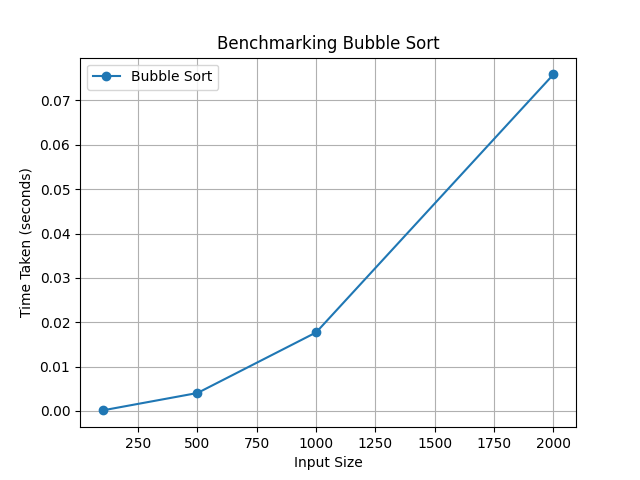 Benchmarking Bubble Sort
Bubble Sort
Time Taken (seconds)
0.07
0.06
0.05
0.04
0.03
0.02
0.01
0.00
250 500 750 1000 1250 1500 1750 2000
Input Size